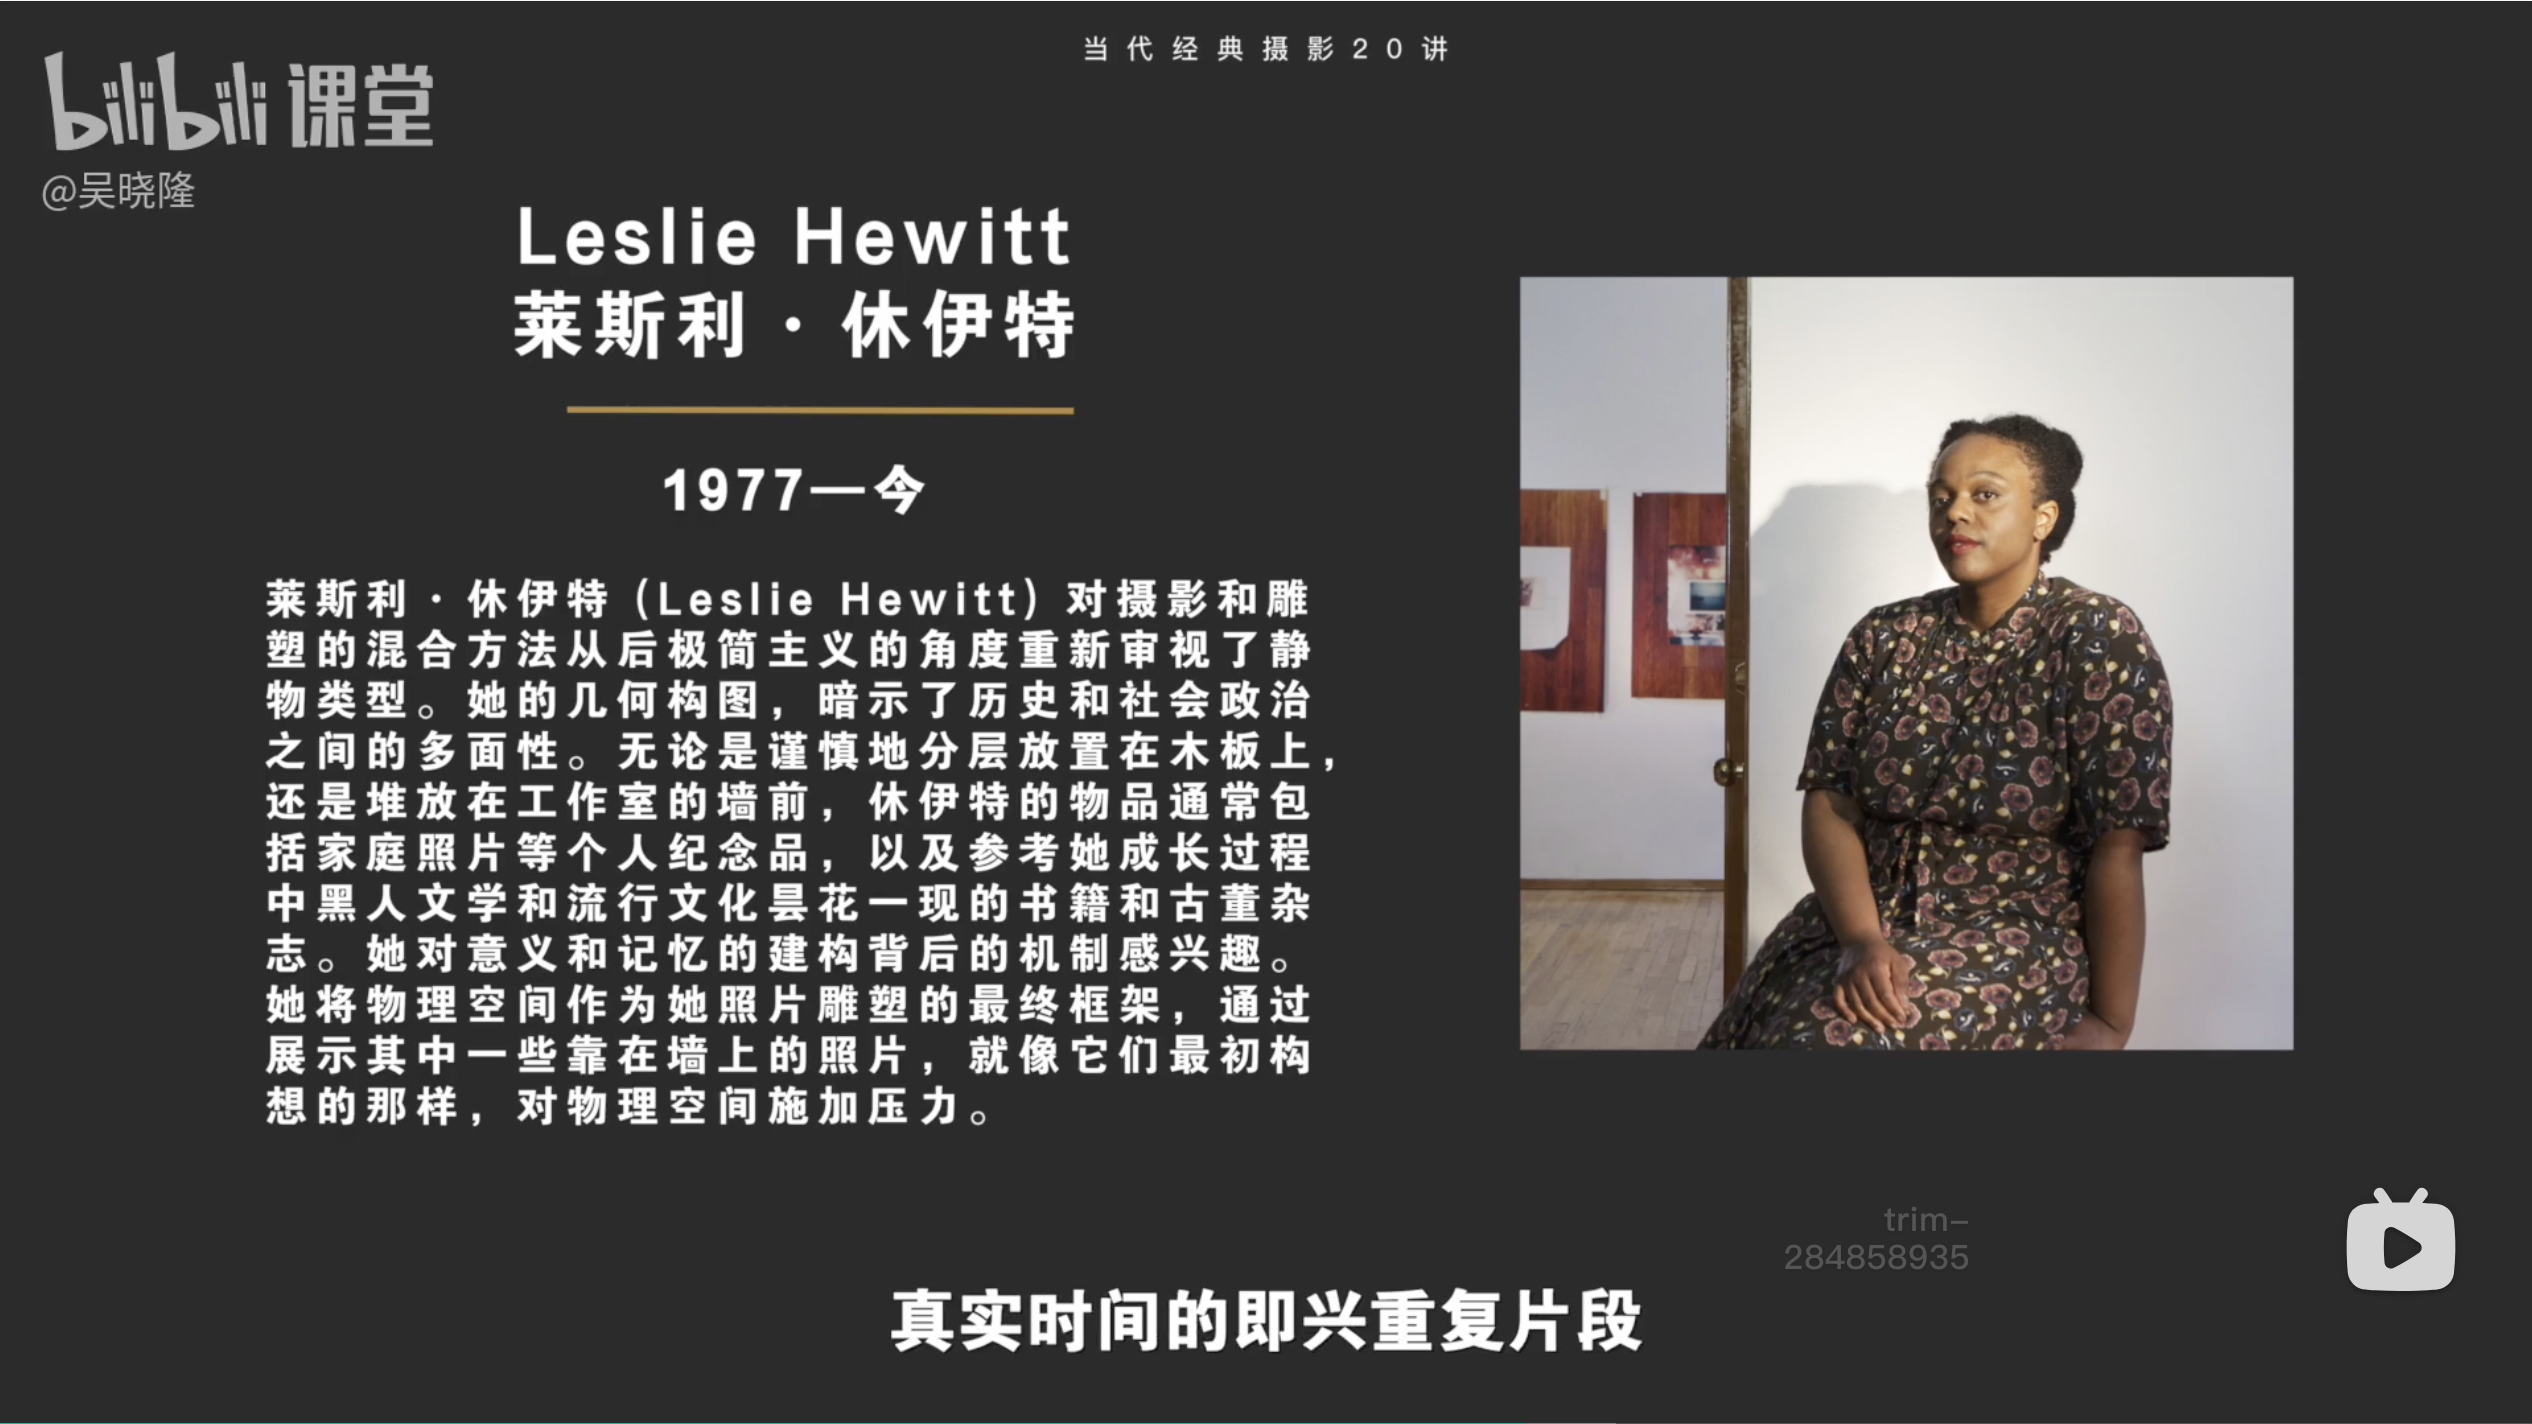 当代经典摄影20讲
bilibili 课堂
@吴晓隆
Leslie Hewitt
莱斯利·休伊特
1977—今
莱斯利·休伊特（Leslie Hewitt）对摄影和雕
塑的混合方法从后极简主义的角度重新审视了静
物类型。她的几何构图，暗示了历史和社会政治
之间的多面性。无论是谨慎地分层放置在木板上，
还是堆放在工作室的墙前，休伊特的物品通常包
括家庭照片等个人纪念品，以及参考她成长过程
中黑人文学和流行文化昙花一现的书籍和古董杂
志。她对意义和记忆的建构背后的机制感兴趣。
她将物理空间作为她照片雕塑的最终框架，通过
展示其中一些靠在墙上的照片，就像它们最初构
想的那样，对物理空间施加压力。
trim-
284858935
真实时间的即兴重复片段